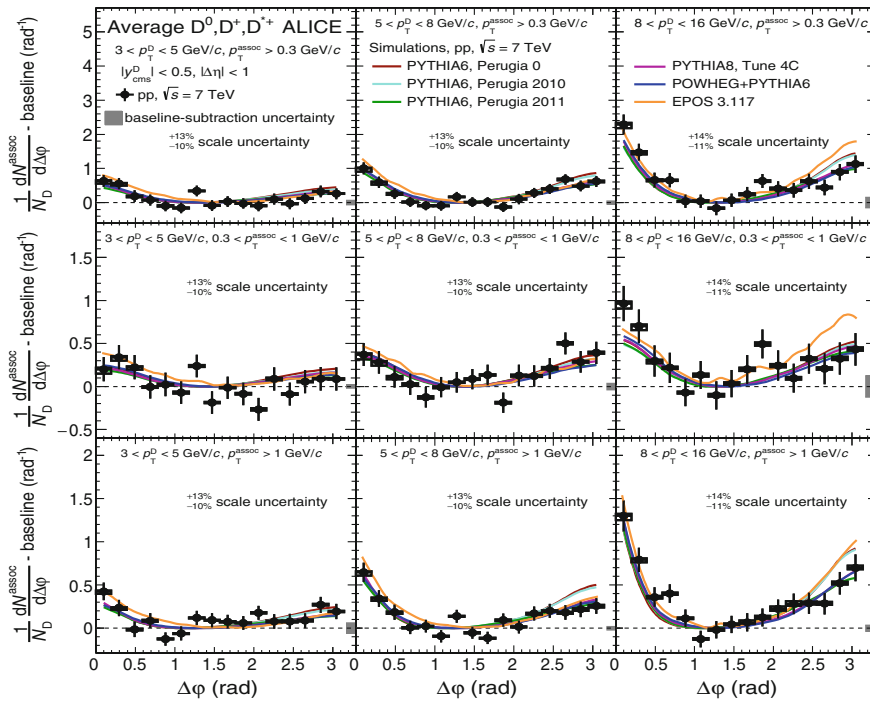 Average D⁰,D⁺,D*⁺ ALICE
3 < p_T^D < 5 GeV/c, p_T^assoc > 0.3 GeV/c
|y_cms^D| < 0.5, |Δη| < 1
pp, √s = 7 TeV
baseline-subtraction uncertainty
+13%
−10% scale uncertainty
5 < p_T^D < 8 GeV/c, p_T^assoc > 0.3 GeV/c
Simulations, pp, √s = 7 TeV
PYTHIA6, Perugia 0
PYTHIA6, Perugia 2010
PYTHIA6, Perugia 2011
+13%
−10% scale uncertainty
8 < p_T^D < 16 GeV/c, p_T^assoc > 0.3 GeV/c
PYTHIA8, Tune 4C
POWHEG+PYTHIA6
EPOS 3.117
+14%
−11% scale uncertainty
1/N_D dN^assoc/dΔφ - baseline (rad⁻¹)
5
4
3
2
1
0
3 < p_T^D < 5 GeV/c, 0.3 < p_T^assoc < 1 GeV/c
+13%
−10% scale uncertainty
5 < p_T^D < 8 GeV/c, 0.3 < p_T^assoc < 1 GeV/c
+13%
−10% scale uncertainty
8 < p_T^D < 16 GeV/c, 0.3 < p_T^assoc < 1 GeV/c
+14%
−11% scale uncertainty
1/N_D dN^assoc/dΔφ - baseline (rad⁻¹)
1.5
1
0.5
0
−0.5
3 < p_T^D < 5 GeV/c, p_T^assoc > 1 GeV/c
+13%
−10% scale uncertainty
5 < p_T^D < 8 GeV/c, p_T^assoc > 1 GeV/c
+13%
−10% scale uncertainty
8 < p_T^D < 16 GeV/c, p_T^assoc > 1 GeV/c
+14%
−11% scale uncertainty
1/N_D dN^assoc/dΔφ - baseline (rad⁻¹)
2
1.5
1
0.5
0
0 0.5 1 1.5 2 2.5 3
0 0.5 1 1.5 2 2.5 3
0 0.5 1 1.5 2 2.5 3
Δφ (rad)
Δφ (rad)
Δφ (rad)